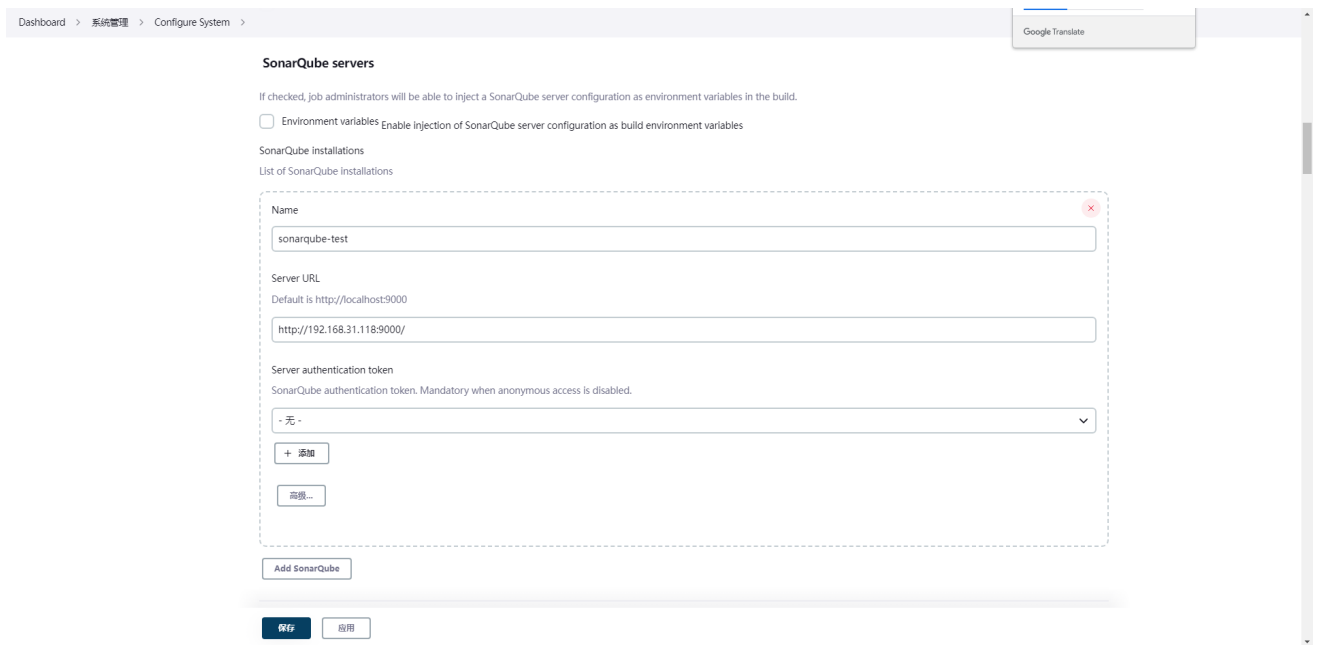 Dashboard > 系统管理 > Configure System >
Google Translate
SonarQube servers
If checked, job administrators will be able to inject a SonarQube server configuration as environment variables in the build.
Environment variables Enable injection of SonarQube server configuration as build environment variables
SonarQube installations
List of SonarQube installations
Name
sonarqube-test
Server URL
Default is http://localhost:9000
http://192.168.31.118:9000/
Server authentication token
SonarQube authentication token. Mandatory when anonymous access is disabled.
- 无 -
+ 添加
高级...
Add SonarQube
保存 应用